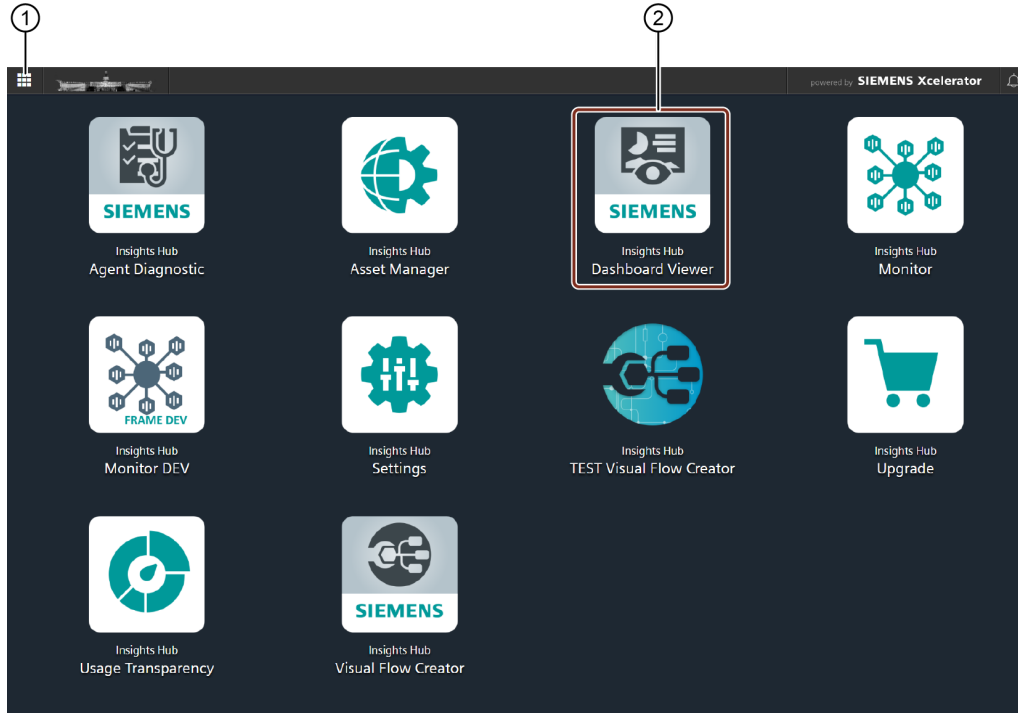 1
2
powered by SIEMENS Xcelerator
SIEMENS
Insights Hub
Agent Diagnostic
Insights Hub
Asset Manager
SIEMENS
Insights Hub
Dashboard Viewer
Insights Hub
Monitor
FRAME DEV
Insights Hub
Monitor DEV
Insights Hub
Settings
Insights Hub
TEST Visual Flow Creator
Insights Hub
Upgrade
Insights Hub
Usage Transparency
SIEMENS
Insights Hub
Visual Flow Creator